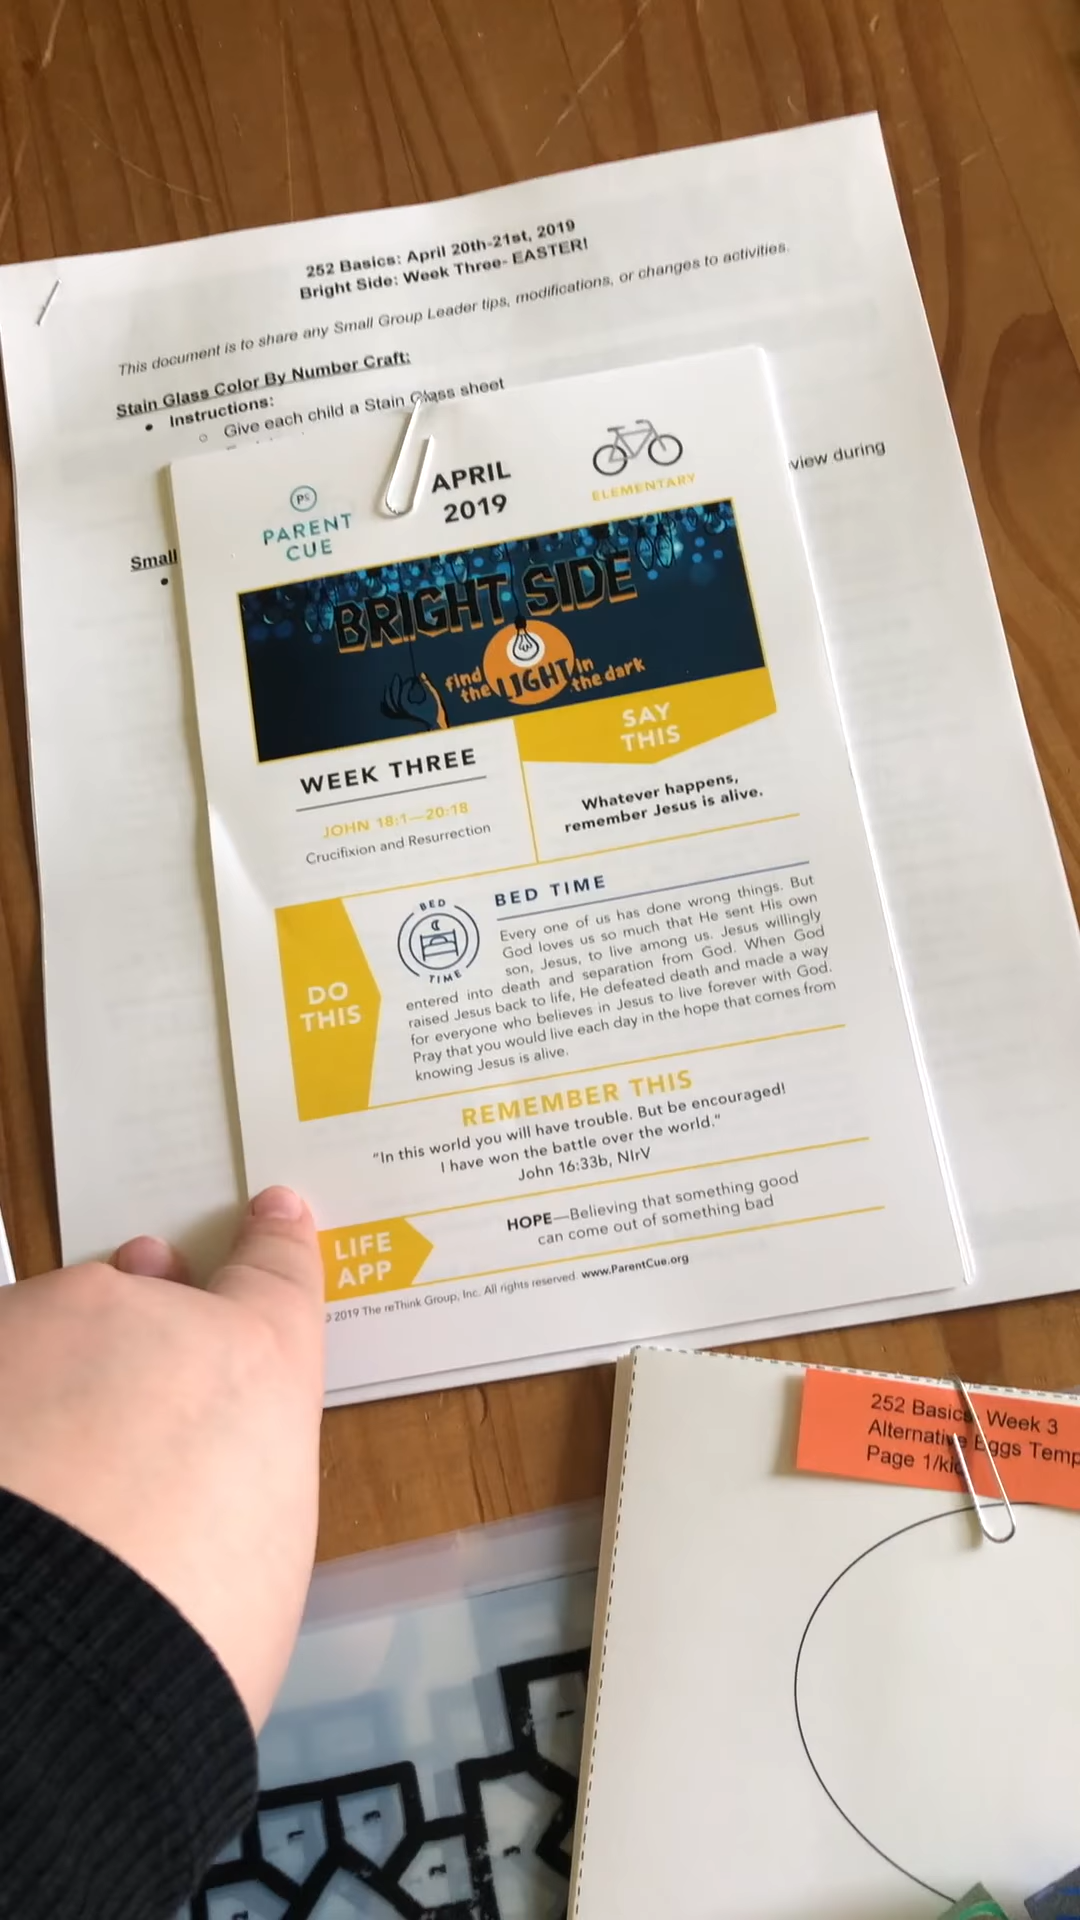 252 Basics: April 20th-21st, 2019
Bright Side: Week Three- EASTER!
This document is to share any Small Group Leader tips, modifications, or changes to activities.
Stain Glass Color By Number Craft:
• Instructions:
○ Give each child a Stain Glass sheet
view during
Small
PARENT
CUE
APRIL
2019
ELEMENTARY
BRIGHT SIDE
find
the LIGHT in
the dark
WEEK THREE
JOHN 18:1—20:18
Crucifixion and Resurrection
SAY
THIS
Whatever happens,
remember Jesus is alive.
DO
THIS
BED
TIME
BED TIME
Every one of us has done wrong things. But
God loves us so much that He sent His own
son, Jesus, to live among us. Jesus willingly
entered into death and separation from God. When God
raised Jesus back to life, He defeated death and made a way
for everyone who believes in Jesus to live forever with God.
Pray that you would live each day in the hope that comes from
knowing Jesus is alive.
REMEMBER THIS
"In this world you will have trouble. But be encouraged!
I have won the battle over the world."
John 16:33b, NIrV
LIFE
APP
HOPE—Believing that something good
can come out of something bad
© 2019 The reThink Group, Inc. All rights reserved. www.ParentCue.org
252 Basics Week 3
Alternative Eggs Temp
Page 1/kid